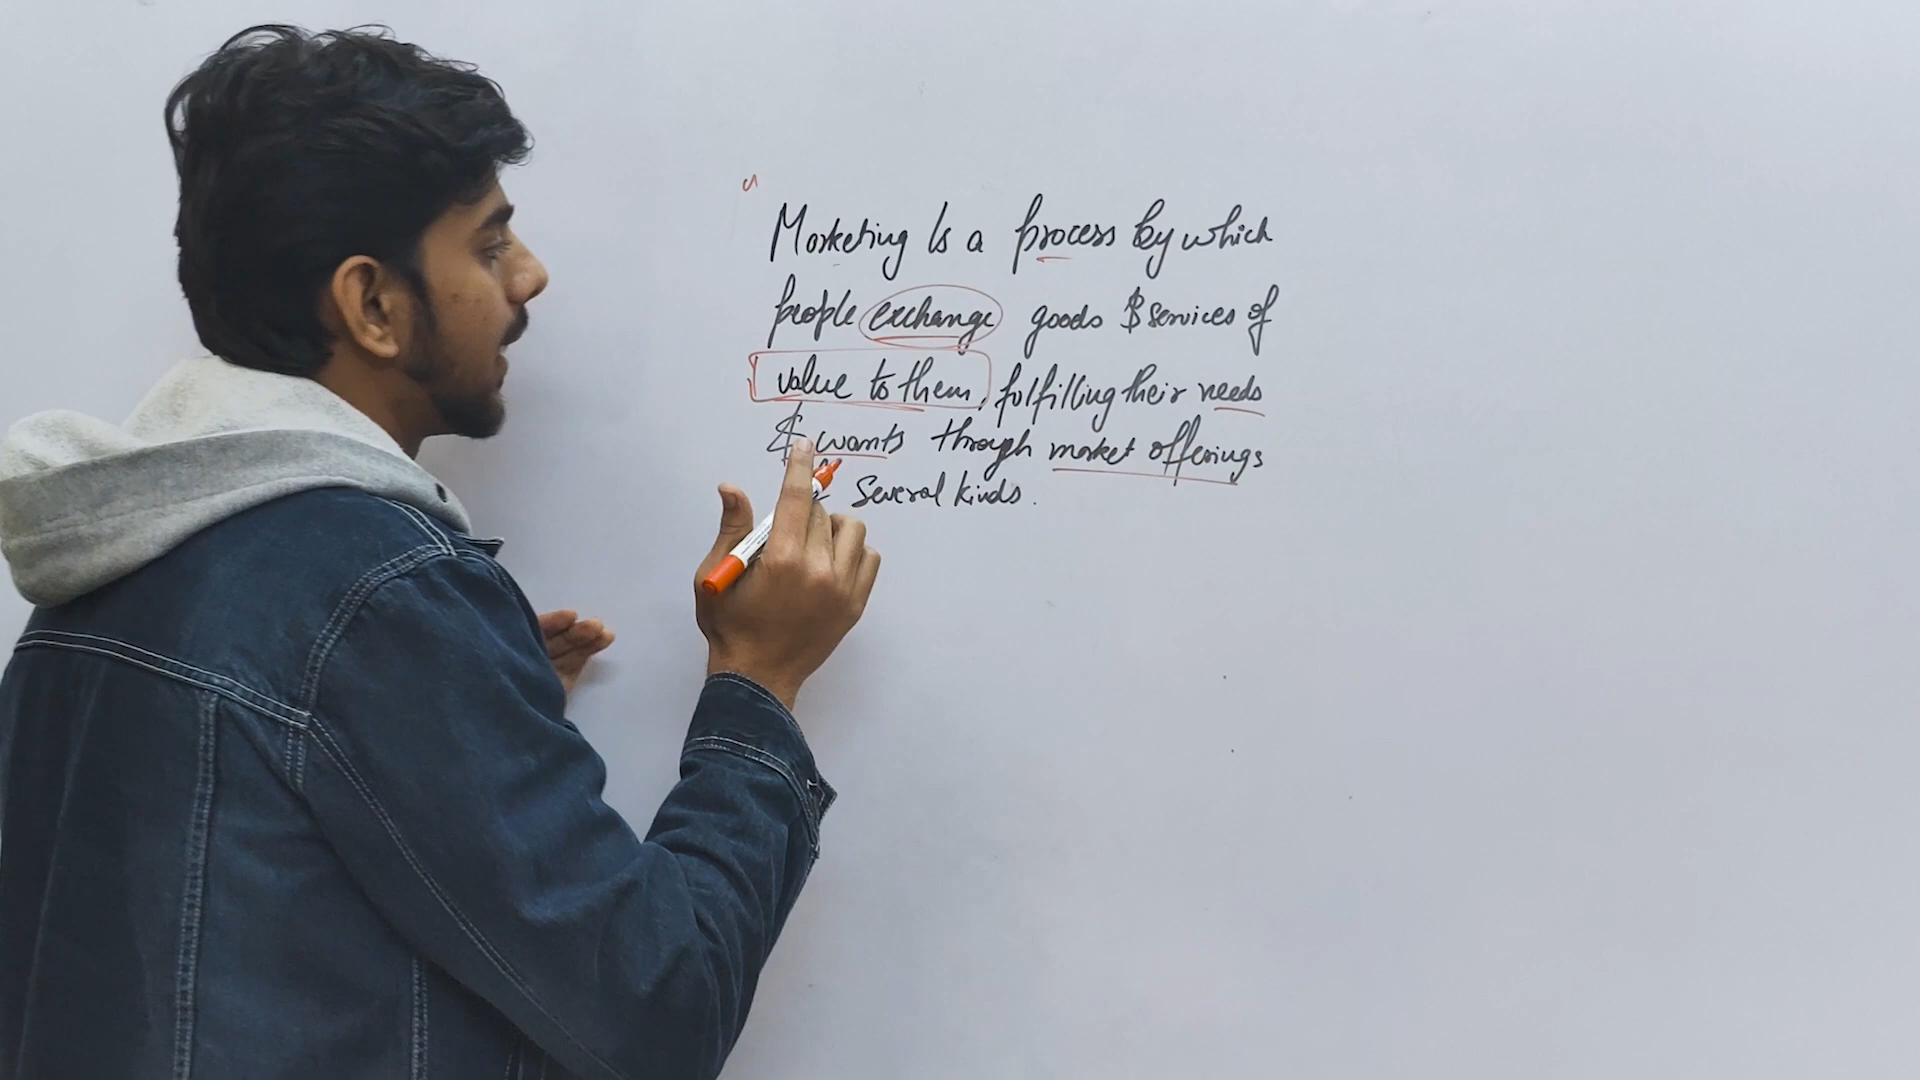 Marketing is a process by which
people exchange goods & services of
value to them, fulfilling their needs
& wants through market offerings
Several kinds.